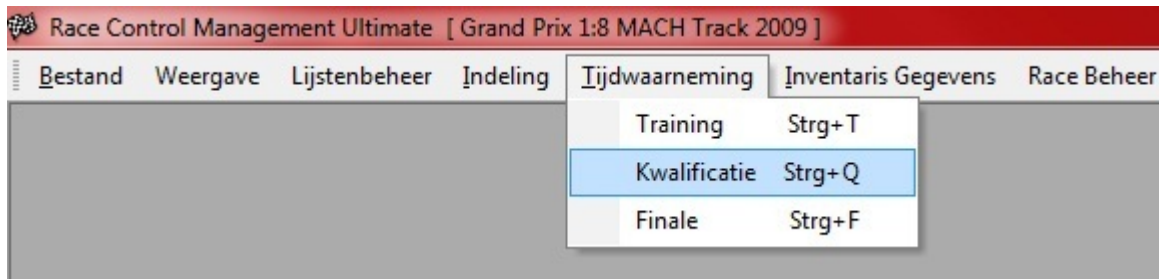 Race Control Management Ultimate [ Grand Prix 1:8 MACH Track 2009 ]
Bestand Weergave Lijstenbeheer Indeling Tijdwaarneming Inventaris Gegevens Race Beheer
Training Strg+T
Kwalificatie Strg+Q
Finale Strg+F